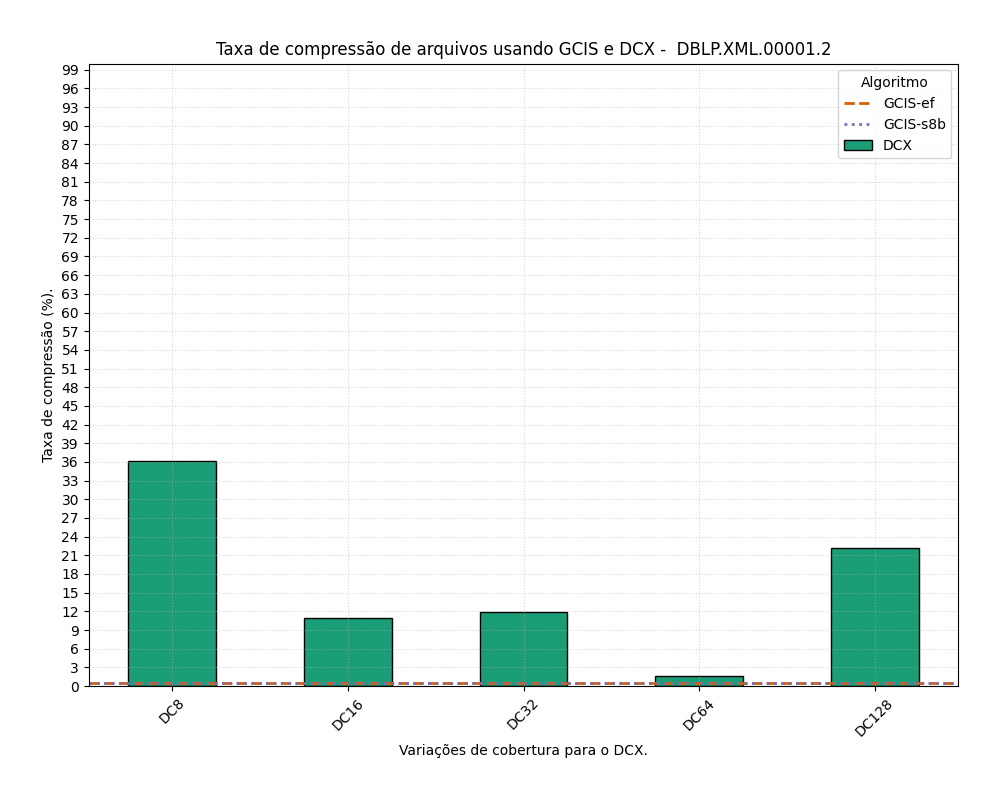 Taxa de compressão de arquivos usando GCIS e DCX -  DBLP.XML.00001.2
Algoritmo
GCIS-ef
GCIS-s8b
DCX
Taxa de compressão (%).
99
96
93
90
87
84
81
78
75
72
69
66
63
60
57
54
51
48
45
42
39
36
33
30
27
24
21
18
15
12
9
6
3
0
DC8
DC16
DC32
DC64
DC128
Variações de cobertura para o DCX.